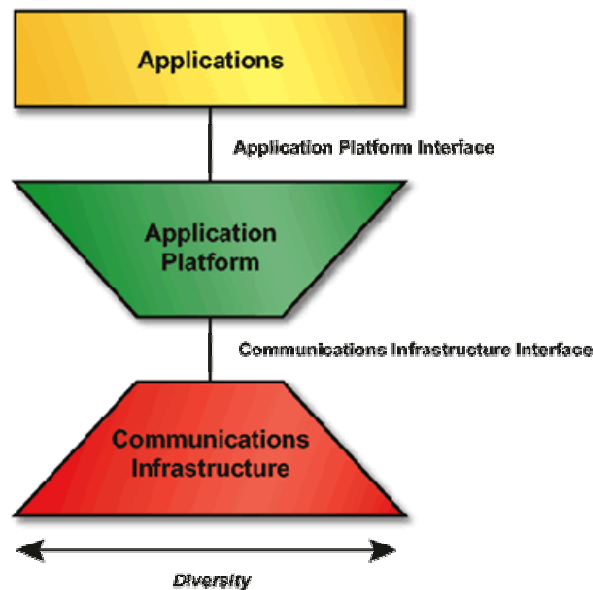 Applications
Application Platform Interface
Application
Platform
Communications Infrastructure Interface
Communications
Infrastructure
Diversity